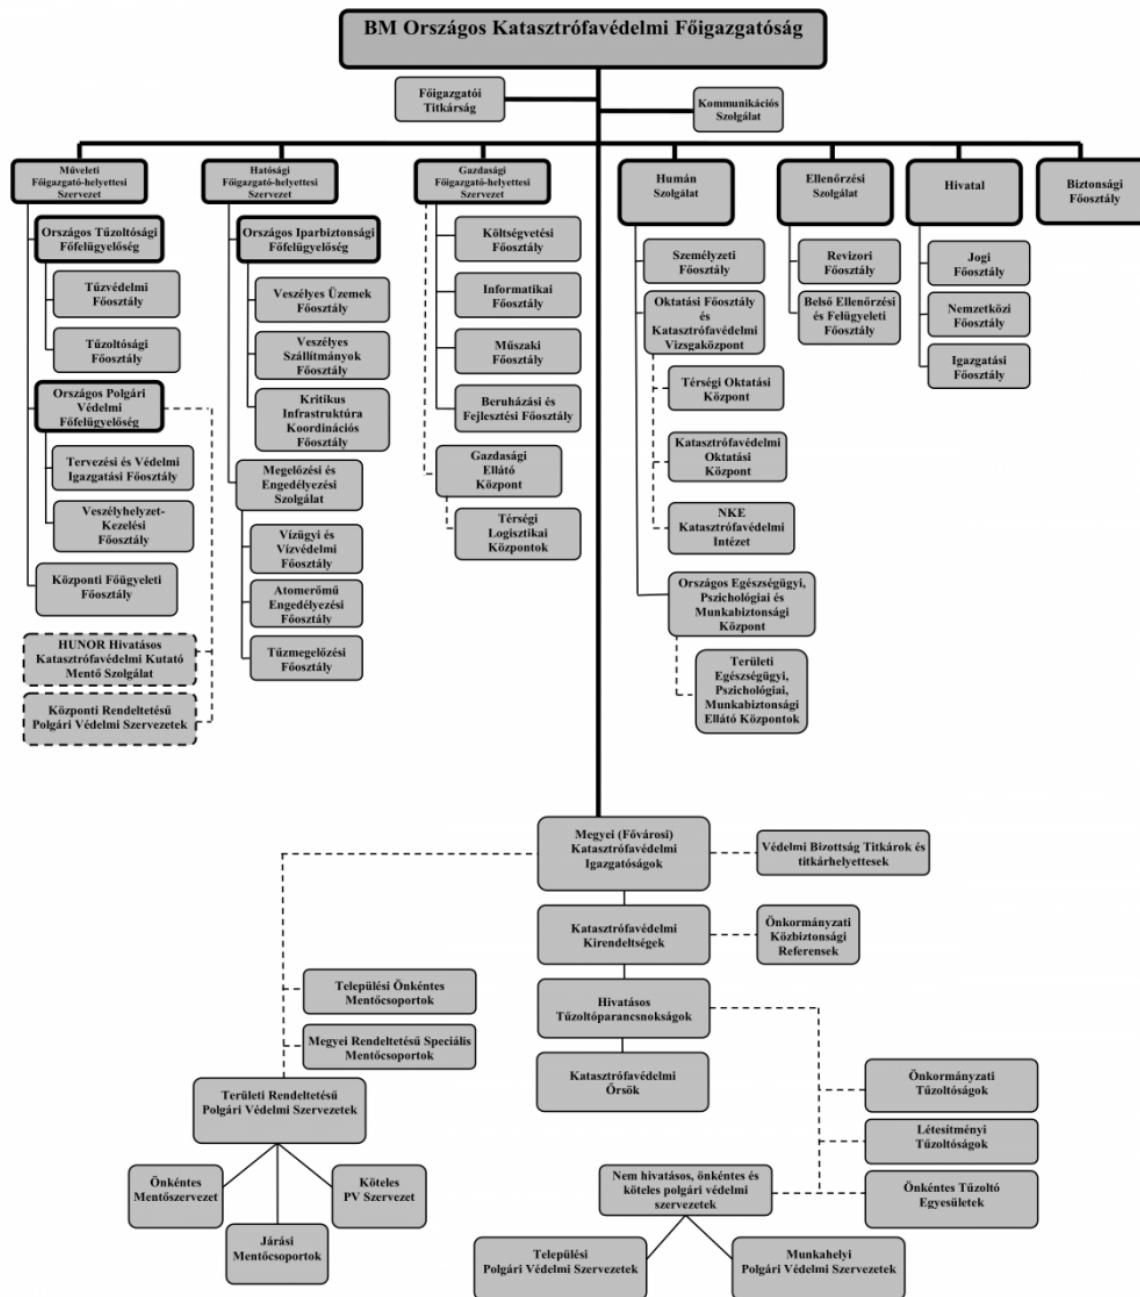 BM Országos Katasztrófavédelmi Főigazgatóság
Főigazgatói
Titkárság
Kommunikációs
Szolgálat
Műveleti
Főigazgató-helyettesi
Szervezet
Hatósági
Főigazgató-helyettesi
Szervezet
Gazdasági
Főigazgató-helyettesi
Szervezet
Humán
Szolgálat
Ellenőrzési
Szolgálat
Hivatal
Biztonsági
Főosztály
Országos Tűzoltósági
Főfelügyelőség
Tűzvédelmi
Főosztály
Tűzoltósági
Főosztály
Országos Polgári
Védelmi
Főfelügyelőség
Tervezési és Védelmi
Igazgatási Főosztály
Veszélyhelyzet-
Kezelési
Főosztály
Központi Főügyeleti
Főosztály
HUNOR Hivatásos
Katasztrófavédelmi Kutató
Mentő Szolgálat
Központi Rendeltetésű
Polgári Védelmi Szervezetek
Országos Iparbiztonsági
Főfelügyelőség
Veszélyes Üzemek
Főosztály
Veszélyes
Szállítmányok
Főosztály
Kritikus
Infrastruktúra
Koordinációs
Főosztály
Megelőzési és
Engedélyezési
Szolgálat
Vízügyi és
Vízvédelmi
Főosztály
Atomerőmű
Engedélyezési
Főosztály
Tűzmegelőzési
Főosztály
Költségvetési
Főosztály
Informatikai
Főosztály
Műszaki
Főosztály
Beruházási és
Fejlesztési Főosztály
Gazdasági
Ellátó
Központ
Térségi
Logisztikai
Központok
Személyzeti
Főosztály
Oktatási Főosztály
és
Katasztrófavédelmi
Vizsgaközpont
Térségi Oktatási
Központ
Katasztrófavédelmi
Oktatási
Központ
NKE
Katasztrófavédelmi
Intézet
Országos Egészségügyi,
Pszichológiai és
Munkabiztonsági
Központ
Területi
Egészségügyi,
Pszichológiai,
Munkabiztonsági
Ellátó Központok
Revizori
Főosztály
Belső Ellenőrzési
és Felügyeleti
Főosztály
Jogi
Főosztály
Nemzetközi
Főosztály
Igazgatási
Főosztály
Megyei (Fővárosi)
Katasztrófavédelmi
Igazgatóságok
Védelmi Bizottság Titkárok és
titkárhelyettesek
Katasztrófavédelmi
Kirendeltségek
Önkormányzati
Közbiztonsági
Referensek
Települési Önkéntes
Mentőcsoportok
Hivatásos
Tűzoltóparancsnokságok
Megyei Rendeltetésű Speciális
Mentőcsoportok
Katasztrófavédelmi
Őrsök
Önkormányzati
Tűzoltóságok
Területi Rendeltetésű
Polgári Védelmi Szervezetek
Létesítményi
Tűzoltóságok
Önkéntes
Mentőszervezet
Köteles
PV Szervezet
Nem hivatásos, önkéntes és
köteles polgári védelmi
szervezetek
Önkéntes Tűzoltó
Egyesületek
Járási
Mentőcsoportok
Települési
Polgári Védelmi Szervezetek
Munkahelyi
Polgári Védelmi Szervezetek